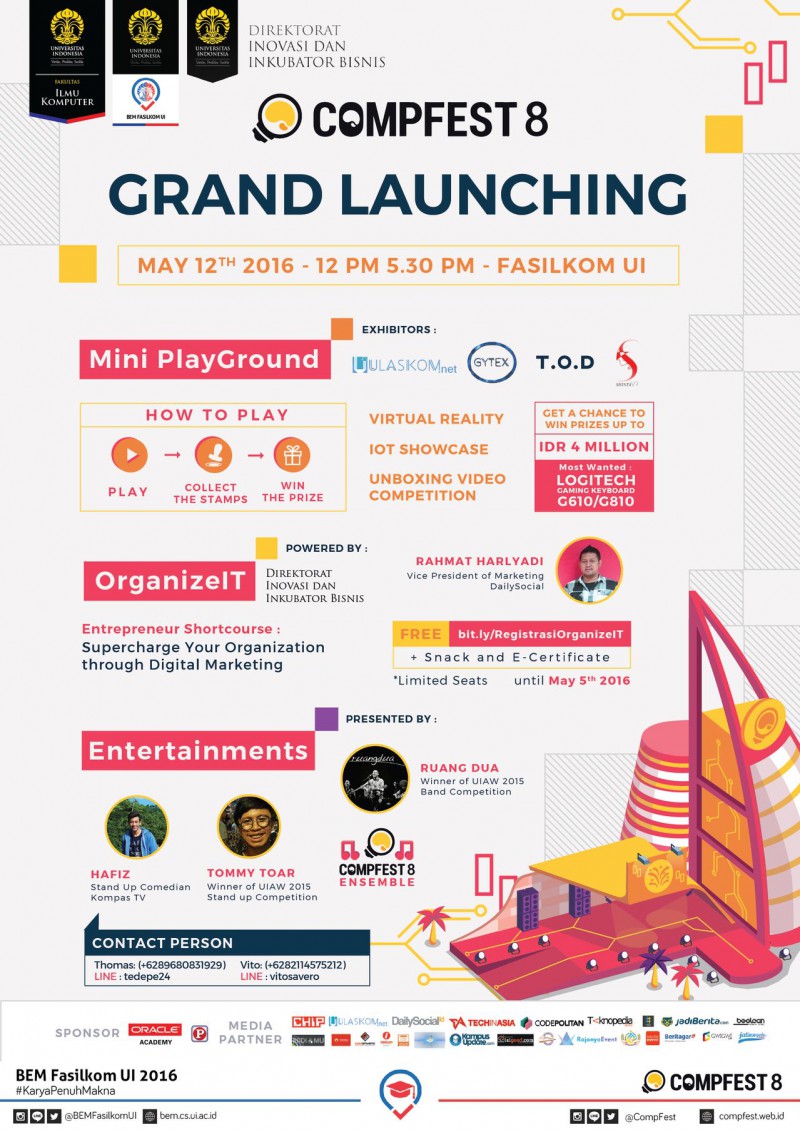 UNIVERSITAS
INDONESIA
Veritas, Probitas, Iustitia
FAKULTAS
ILMU
KOMPUTER
UNIVERSITAS
INDONESIA
Veritas, Probitas, Iustitia
BEM FASILKOM UI
UNIVERSITAS
INDONESIA
Veritas, Probitas, Iustitia
DIREKTORAT
INOVASI DAN
INKUBATOR BISNIS
COMPFEST 8
GRAND LAUNCHING
MAY 12TH 2016 - 12 PM 5.30 PM - FASILKOM UI
Mini PlayGround
EXHIBITORS :
ULASKOM.net
GYTEX
T.O.D
HOW TO PLAY
PLAY
COLLECT
THE STAMPS
WIN
THE PRIZE
VIRTUAL REALITY
IOT SHOWCASE
UNBOXING VIDEO
COMPETITION
GET A CHANCE TO
WIN PRIZES UP TO
IDR 4 MILLION
Most Wanted :
LOGITECH
GAMING KEYBOARD
G610/G810
OrganizeIT
POWERED BY :
DIREKTORAT
INOVASI DAN
INKUBATOR BISNIS
RAHMAT HARLYADI
Vice President of Marketing
DailySocial
Entrepreneur Shortcourse :
Supercharge Your Organization
through Digital Marketing
FREE bit.ly/RegistrasiOrganizeIT
+ Snack and E-Certificate
*Limited Seats until May 5th 2016
Entertainments
PRESENTED BY :
ruangdua
RUANG DUA
Winner of UIAW 2015
Band Competition
HAFIZ
Stand Up Comedian
Kompas TV
TOMMY TOAR
Winner of UIAW 2015
Stand up Competition
COMPFEST 8
ENSEMBLE
CONTACT PERSON
Thomas: (+6289680831929) Vito: (+6282114575212)
LINE : tedepe24 LINE : vitosavero
SPONSOR
ORACLE
ACADEMY
MEDIA
PARTNER
CHIP
ULASKOM.net
DailySocial
TECHINASIA
CODEPOLITAN
Teknopedia
jadiBerita.com
boolean
Kampus
Update.com
RajanyaEvent
Beritagar
BEM Fasilkom UI 2016
#KaryaPenuhMakna
COMPFEST 8
@BEMFasilkomUI bem.cs.ui.ac.id
@CompFest compfest.web.id